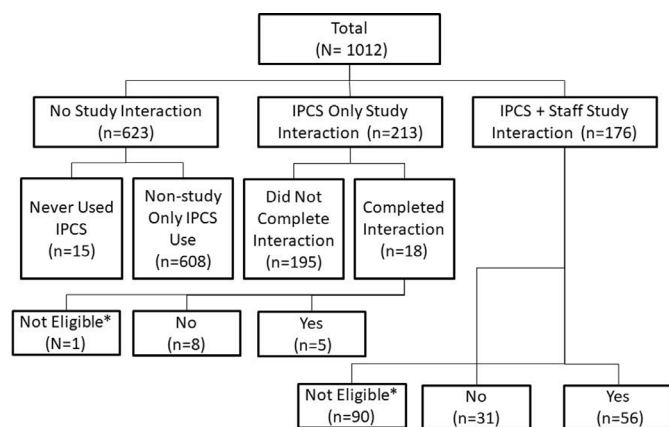 Total
(N= 1012)
No Study Interaction
(n=623)
IPCS Only Study
Interaction (n=213)
IPCS + Staff Study
Interaction (n=176)
Never Used
IPCS
(n=15)
Non-study
Only IPCS
Use
(n=608)
Did Not
Complete
Interaction
(n=195)
Completed
Interaction
(n=18)
Not Eligible*
(N=1)
No
(n=8)
Yes
(n=5)
Not Eligible*
(n=90)
No
(n=31)
Yes
(n=56)